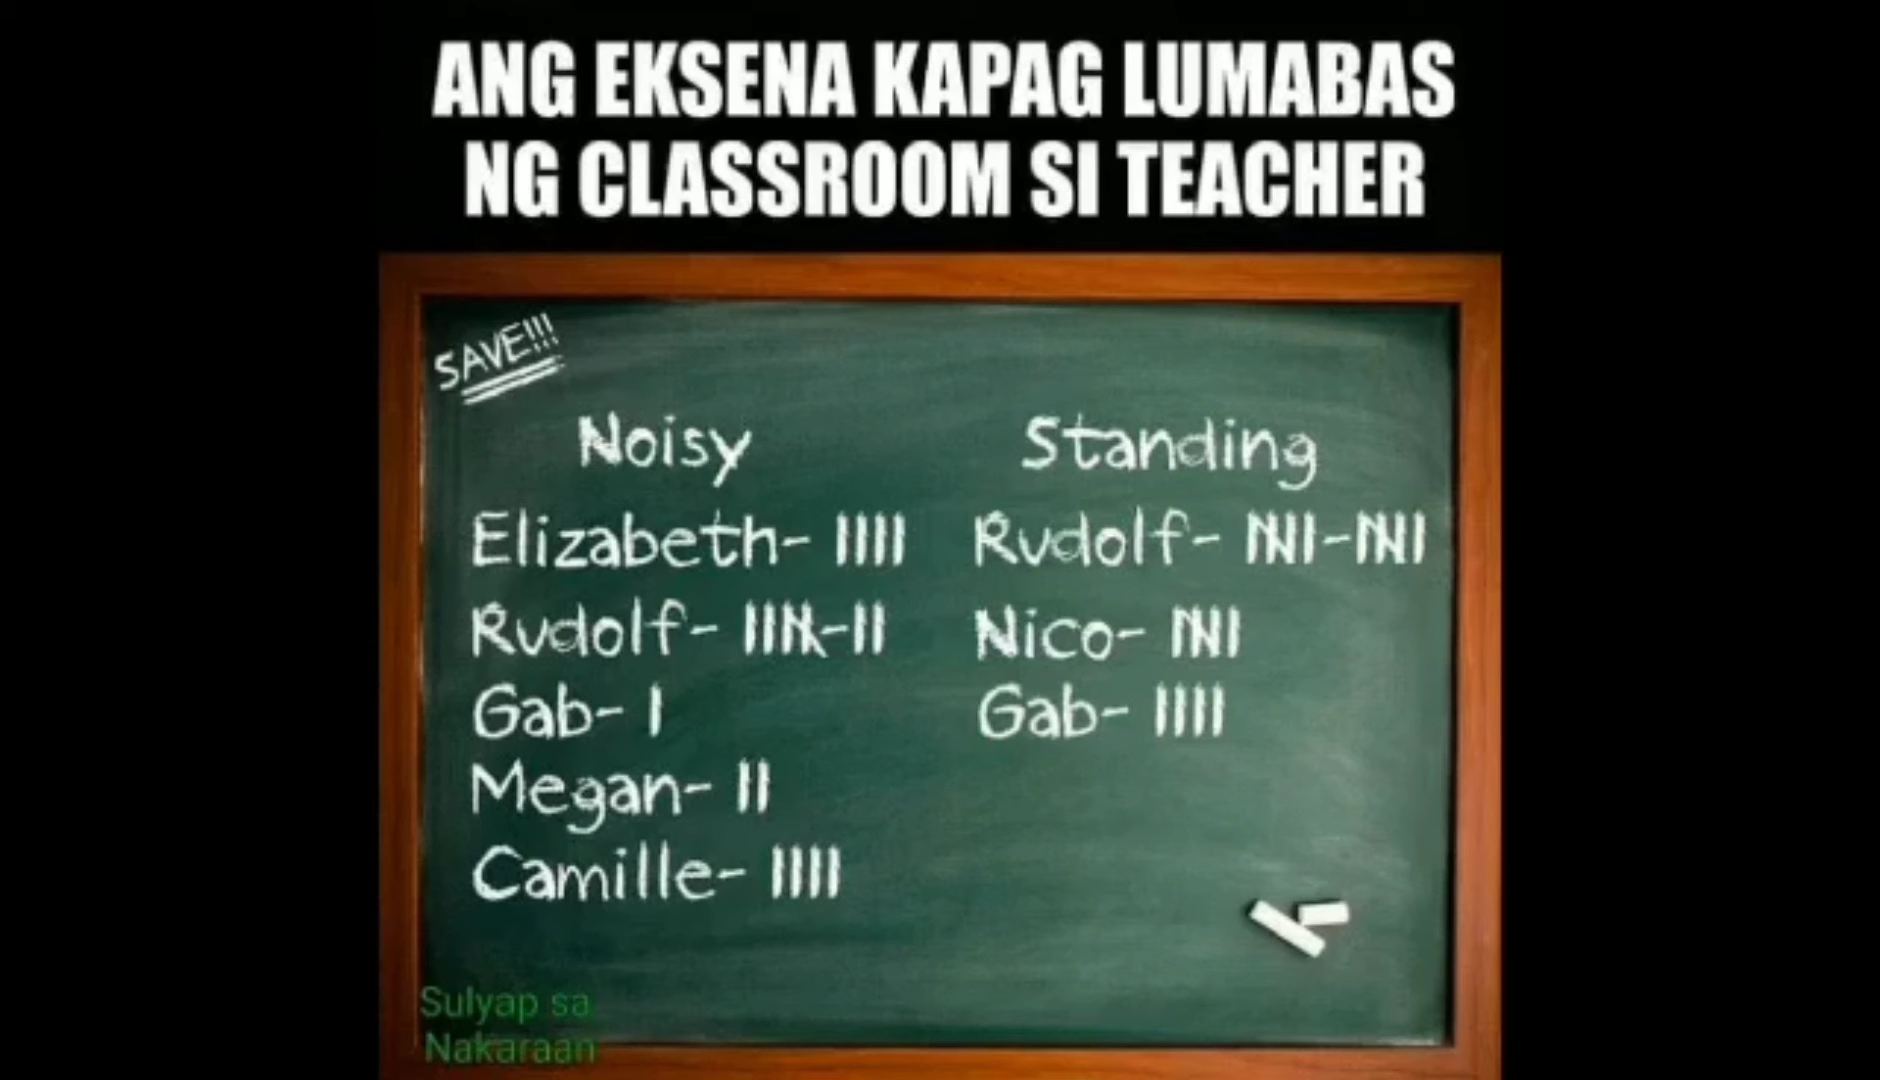 ANG EKSENA KAPAG LUMABAS
NG CLASSROOM SI TEACHER
SAVE!!!
Noisy
Elizabeth- IIII
Rudolf- IIII-II
Gab- I
Megan- II
Camille- IIII
Standing
Rudolf- IIII-IIII
Nico- IIII
Gab- IIII
Sulyap sa
Nakaraan